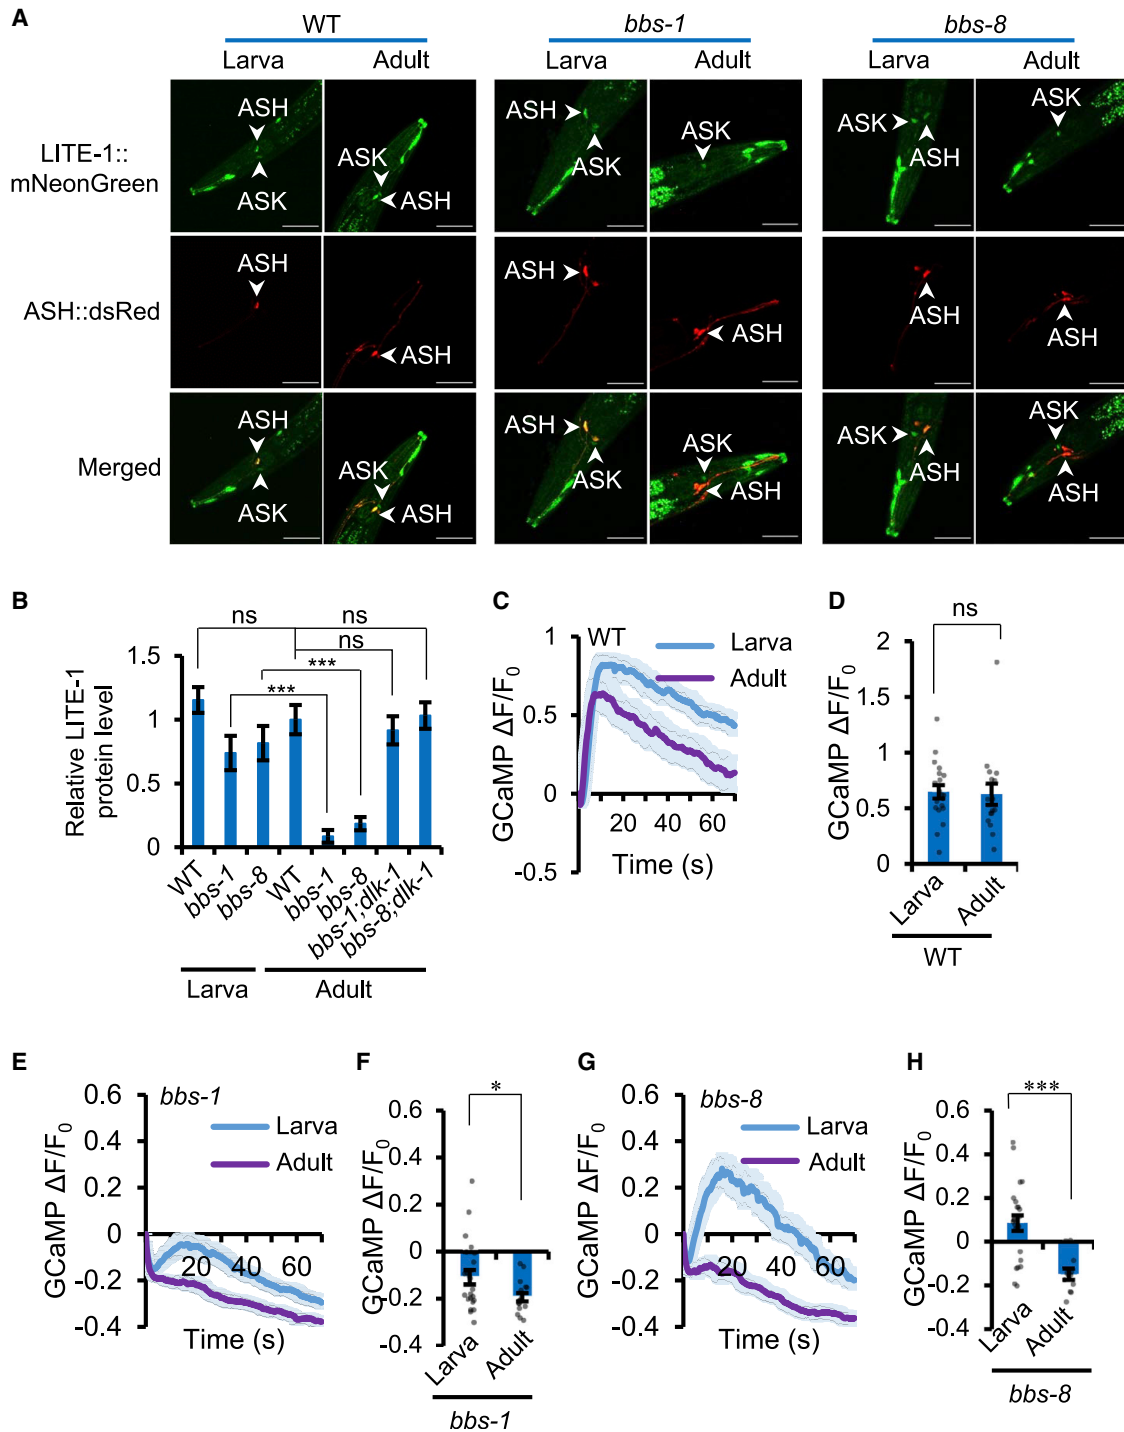 A
WT
bbs-1
bbs-8
Larva
Adult
Larva
Adult
Larva
Adult
LITE-1::
mNeonGreen
ASH
ASK
ASK
ASH
ASH
ASK
ASK
ASK
ASH
ASK
ASH::dsRed
ASH
ASH
ASH
ASH
ASH
ASH
Merged
ASH
ASK
ASK
ASH
ASH
ASK
ASK
ASH
ASK
ASH
ASK
ASH
B
ns
ns
ns
***
***
Relative LITE-1
protein level
1.5
1
0.5
0
WT
bbs-1
bbs-8
WT
bbs-1
bbs-8
bbs-1;dlk-1
bbs-8;dlk-1
Larva
Adult
C
WT
Larva
Adult
GCaMP ΔF/F0
1
0.5
0
-0.5
20
40
60
Time (s)
D
ns
GCaMP ΔF/F0
2
1.5
1
0.5
0
Larva
Adult
WT
E
bbs-1
Larva
Adult
GCaMP ΔF/F0
0.6
0.4
0.2
0
-0.2
-0.4
20
40
60
Time (s)
F
*
GCaMP ΔF/F0
0.6
0.4
0.2
0
-0.2
-0.4
Larva
Adult
bbs-1
G
bbs-8
Larva
Adult
GCaMP ΔF/F0
0.6
0.4
0.2
0
-0.2
-0.4
20
40
60
Time (s)
H
***
GCaMP ΔF/F0
0.6
0.4
0.2
0
-0.2
-0.4
Larva
Adult
bbs-8